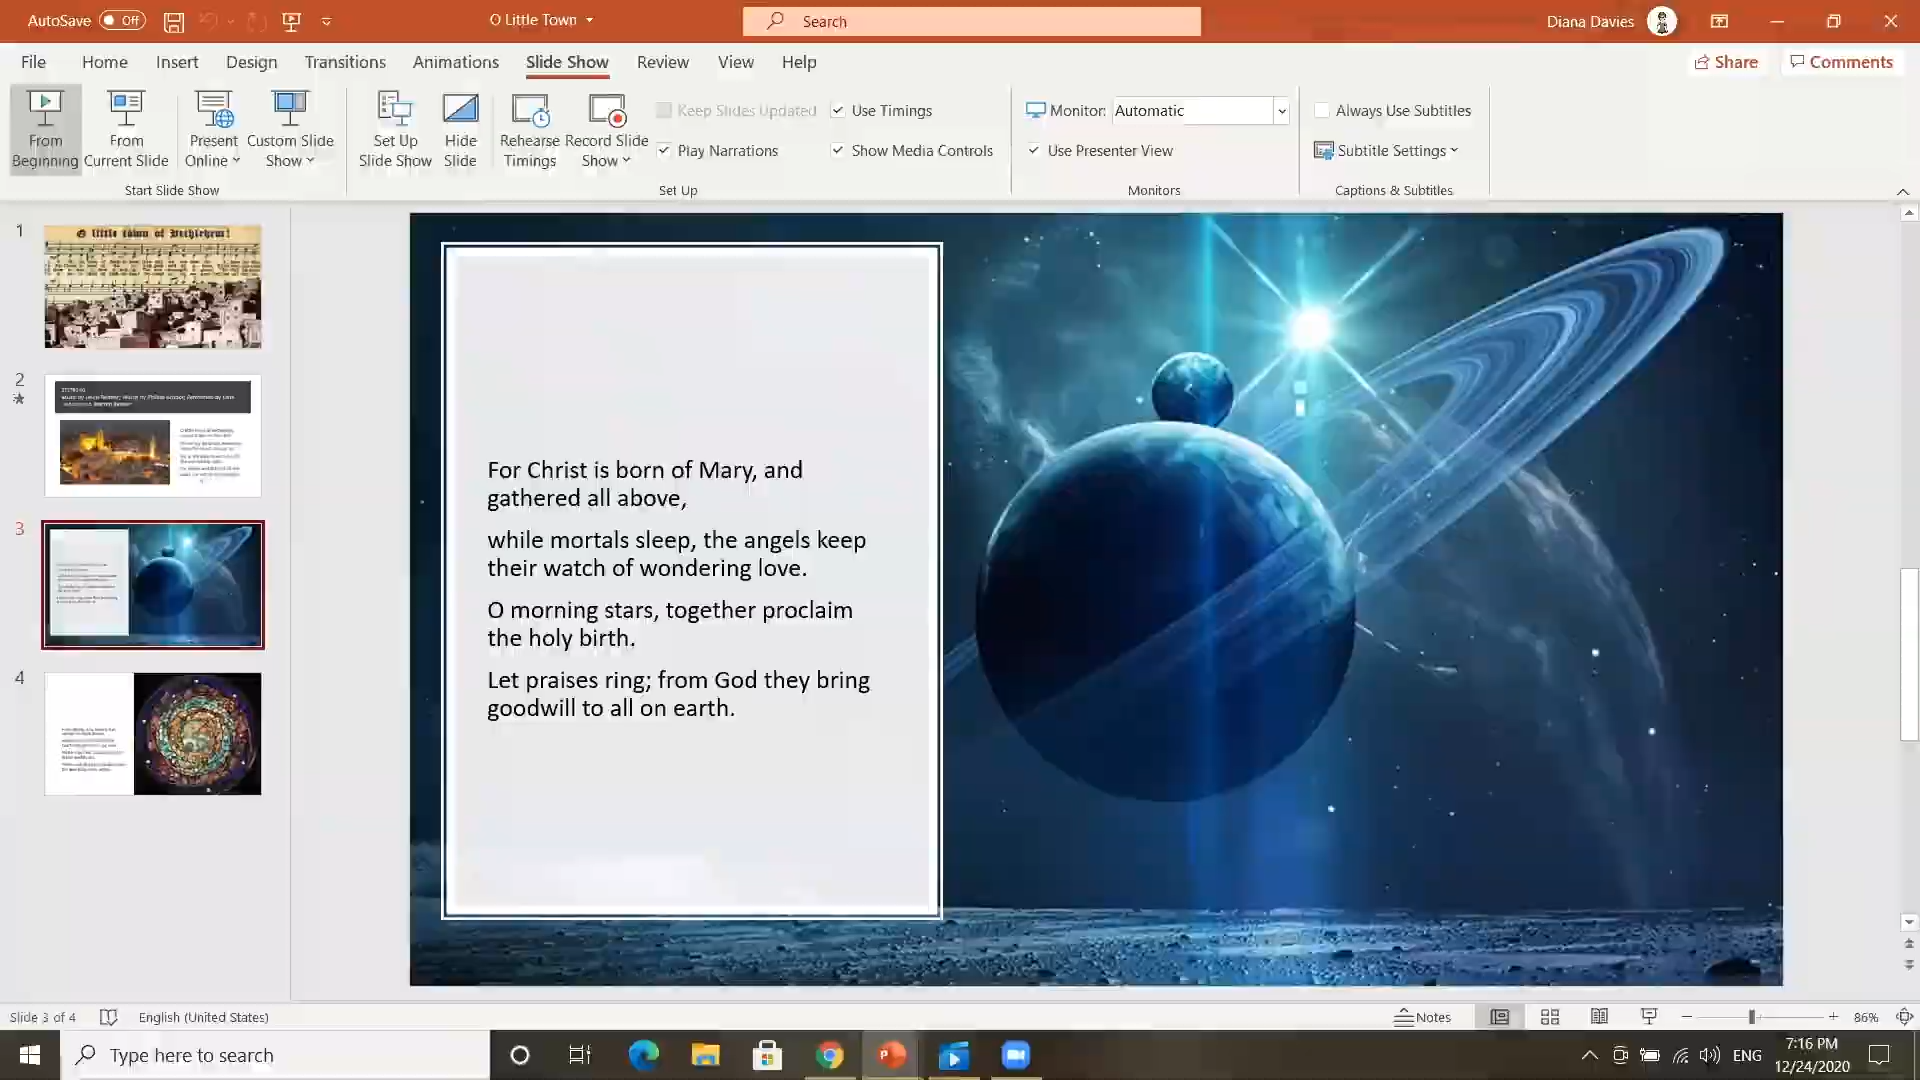 AutoSave Off O Little Town Search Diana Davies
File Home Insert Design Transitions Animations Slide Show Review View Help Share Comments
From Beginning
From Current Slide
Present Online
Custom Slide Show
Start Slide Show
Set Up Slide Show
Hide Slide
Rehearse Timings
Record Slide Show
Keep Slides Updated
Play Narrations
Use Timings
Show Media Controls
Set Up
Monitor: Automatic
Use Presenter View
Monitors
Always Use Subtitles
Subtitle Settings
Captions & Subtitles
1
O little town of Bethlehem!
2
3
4
For Christ is born of Mary, and
gathered all above,
while mortals sleep, the angels keep
their watch of wondering love.
O morning stars, together proclaim
the holy birth.
Let praises ring; from God they bring
goodwill to all on earth.
Slide 3 of 4 English (United States) Notes 86%
Type here to search ENG 7:16 PM
12/24/2020